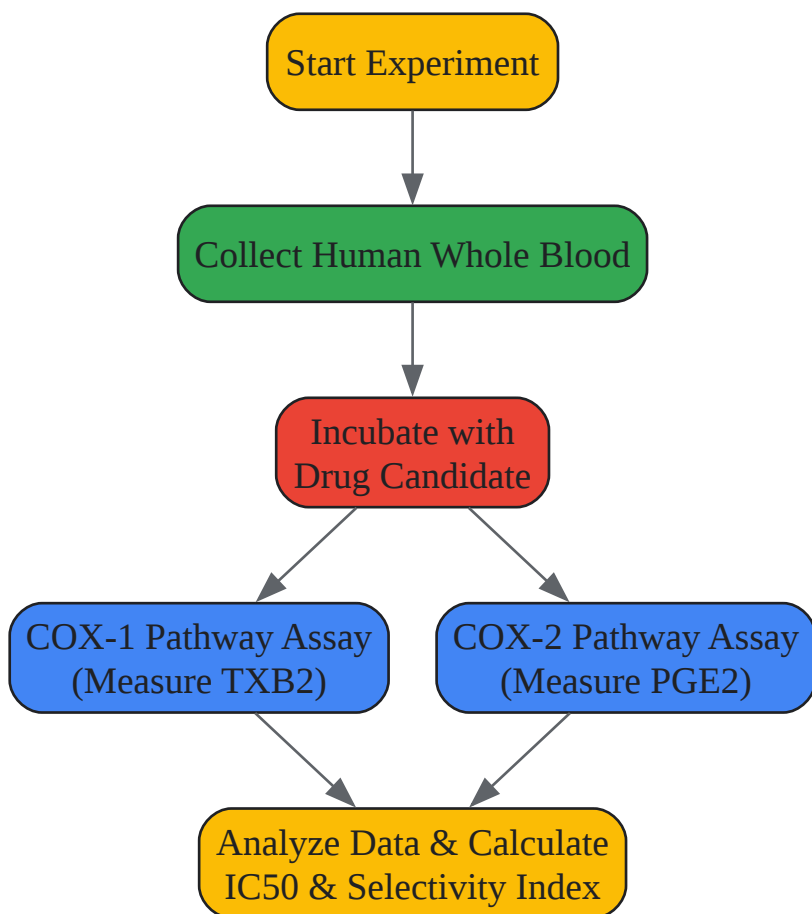 Start Experiment
Collect Human Whole Blood
Incubate with
Drug Candidate
COX-1 Pathway Assay
(Measure TXB2)
COX-2 Pathway Assay
(Measure PGE2)
Analyze Data & Calculate
IC50 & Selectivity Index